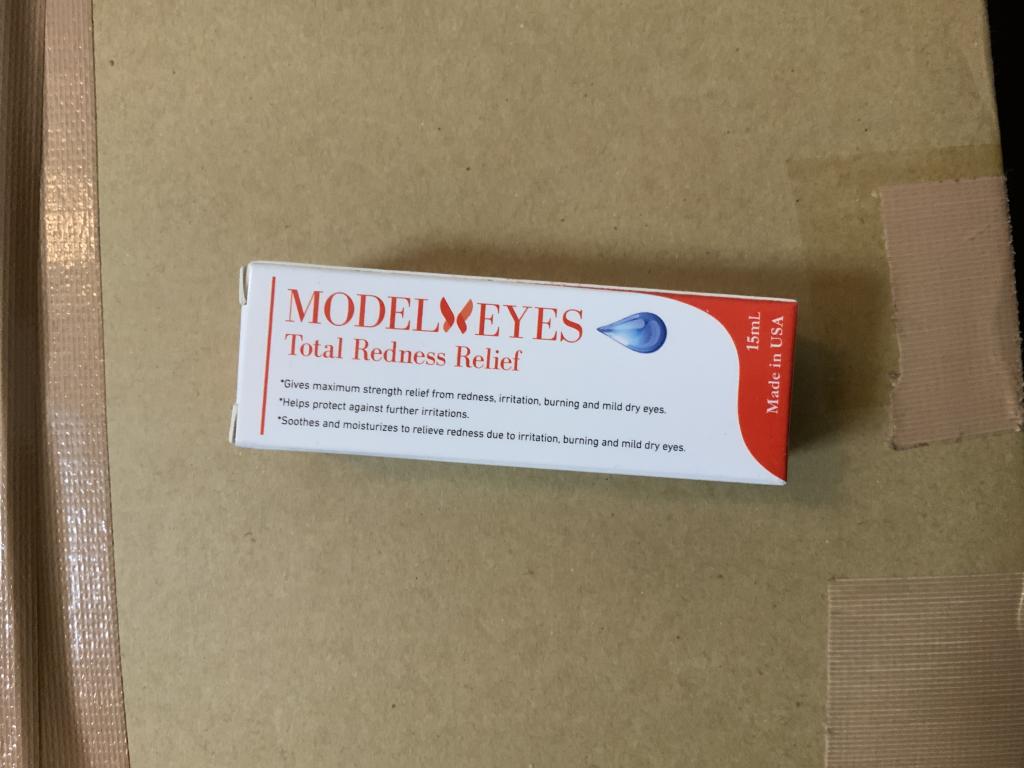 MODEL EYES
Total Redness Relief
*Gives maximum strength relief from redness, irritation, burning and mild dry eyes.
*Helps protect against further irritations.
*Soothes and moisturizes to relieve redness due to irritation, burning and mild dry eyes.
15mL
Made in USA